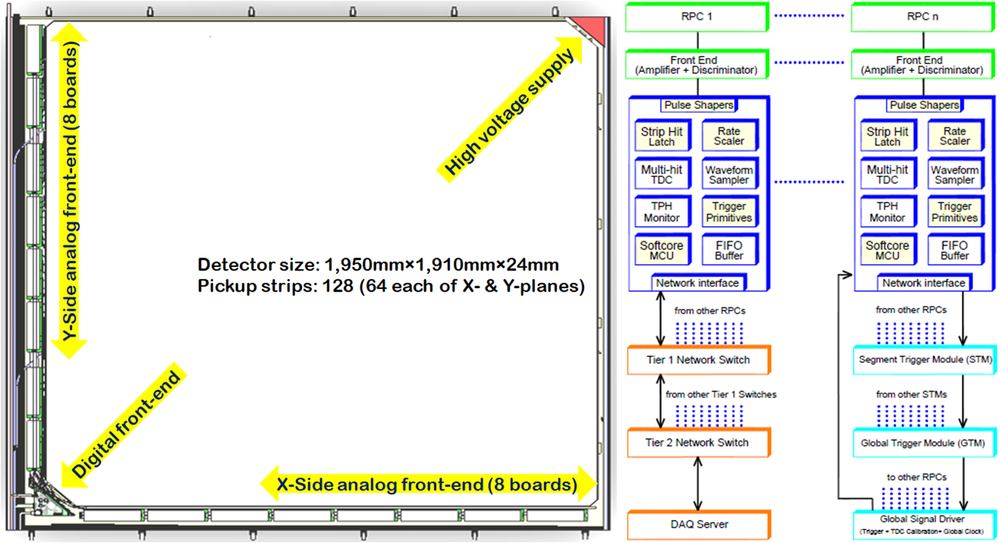 Y-Side analog front-end (8 boards)
High voltage supply
Detector size: 1,950mm×1,910mm×24mm
Pickup strips: 128 (64 each of X- & Y-planes)
Digital front-end
X-Side analog front-end (8 boards)
RPC 1
Front End
(Amplifier + Discriminator)
Pulse Shapers
Strip Hit
Latch
Rate
Scaler
Multi-hit
TDC
Waveform
Sampler
TPH
Monitor
Trigger
Primitives
Softcore
MCU
FIFO
Buffer
Network interface
from other RPCs
Tier 1 Network Switch
from other Tier 1 Switches
Tier 2 Network Switch
DAQ Server
RPC n
Front End
(Amplifier + Discriminator)
Pulse Shapers
Strip Hit
Latch
Rate
Scaler
Multi-hit
TDC
Waveform
Sampler
TPH
Monitor
Trigger
Primitives
Softcore
MCU
FIFO
Buffer
Network interface
from other RPCs
Segment Trigger Module (STM)
from other STMs
Global Trigger Module (GTM)
to other RPCs
Global Signal Driver
(Trigger + TDC Calibration+ Global Clock)